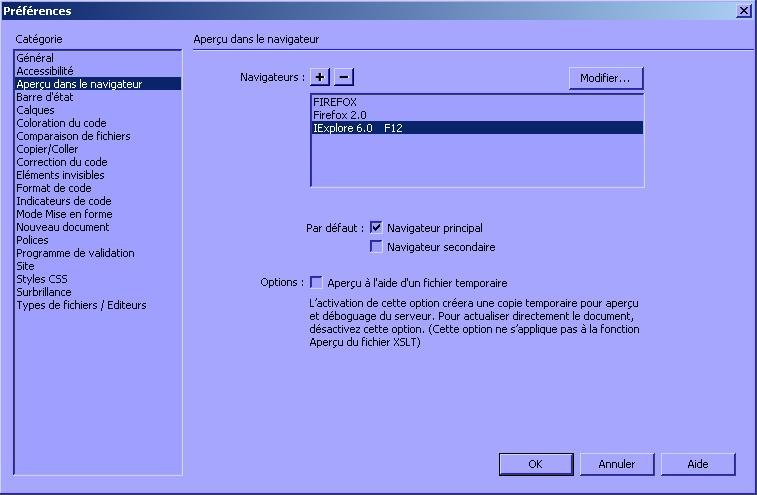 Préférences
Catégorie
Général
Accessibilité
Aperçu dans le navigateur
Barre d'état
Calques
Coloration du code
Comparaison de fichiers
Copier/Coller
Correction du code
Eléments invisibles
Format de code
Indicateurs de code
Mode Mise en forme
Nouveau document
Polices
Programme de validation
Site
Styles CSS
Surbrillance
Types de fichiers / Editeurs
Aperçu dans le navigateur
Navigateurs : + − Modifier...
FIREFOX
Firefox 2.0
IExplore 6.0 F12
Par défaut : Navigateur principal
Navigateur secondaire
Options : Aperçu à l'aide d'un fichier temporaire
L'activation de cette option créera une copie temporaire pour aperçu
et débogage du serveur. Pour actualiser directement le document,
désactivez cette option. (Cette option ne s'applique pas à la fonction
Aperçu du fichier XSLT)
OK Annuler Aide